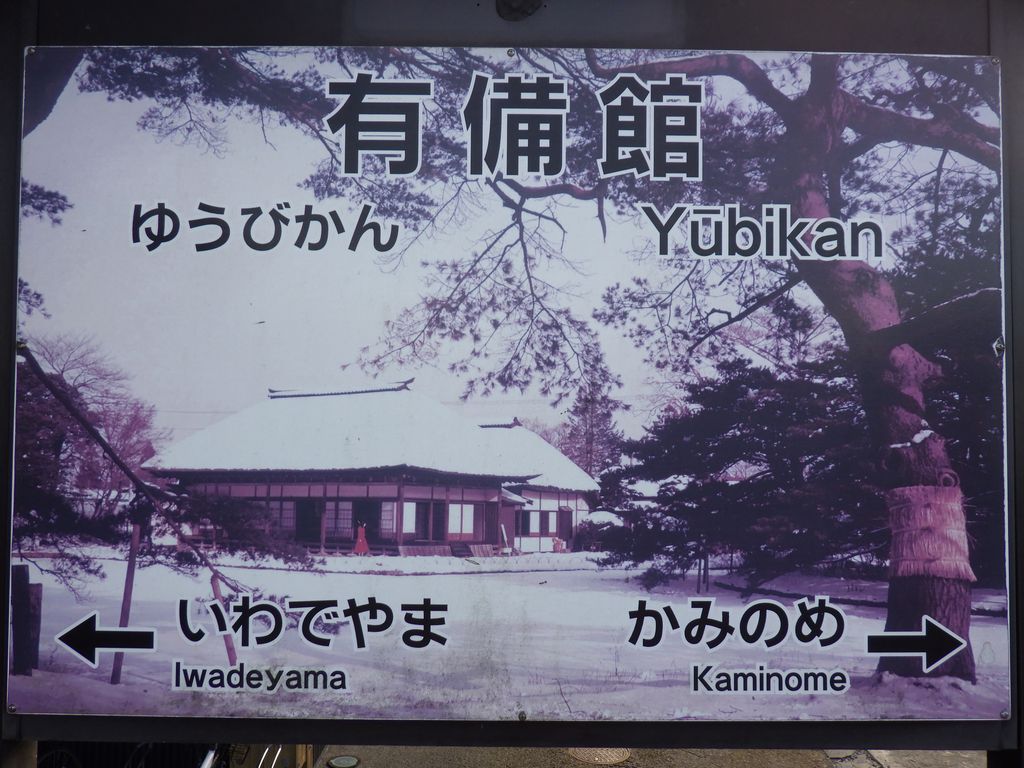 有備館
ゆうびかん Yūbikan
いわでやま かみのめ
Iwadeyama Kaminome